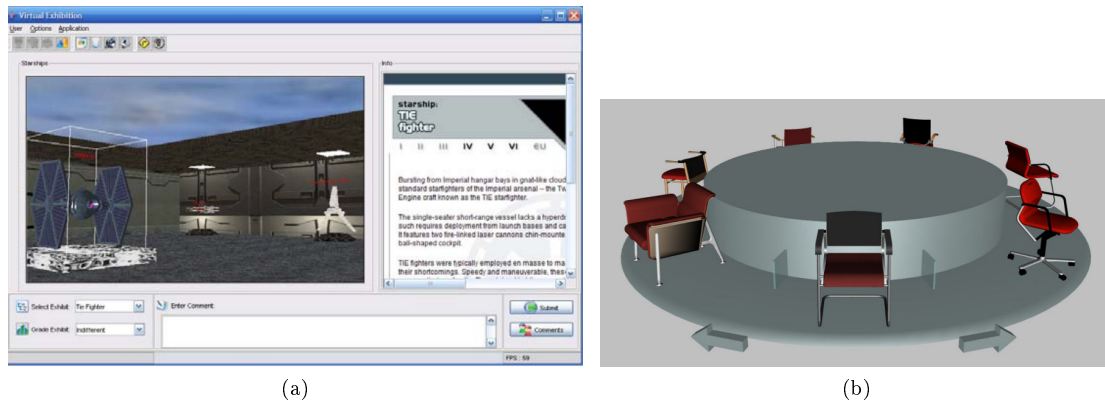 Virtual Exhibition
User Options Application
Starships
Info
starship:
TIE
fighter
I II III IV V VI EU
Bursting from Imperial hangar bays in gnat-like cloud
standard starfighters of the Imperial arsenal – the Tw
Engine craft known as the TIE starfighter.
The single-seater short-range vessel lacks a hyperdr
such requires deployment from launch bases and ca
It features two fire-linked laser cannons chin-mounte
ball-shaped cockpit.
TIE fighters were typically employed en masse to ma
their shortcomings. Speedy and maneuverable, these
Select Exhibit: Tie Fighter
Enter Comment:
Submit
Grade Exhibit: Indifferent
Comments
FPS : 59
(a)
(b)